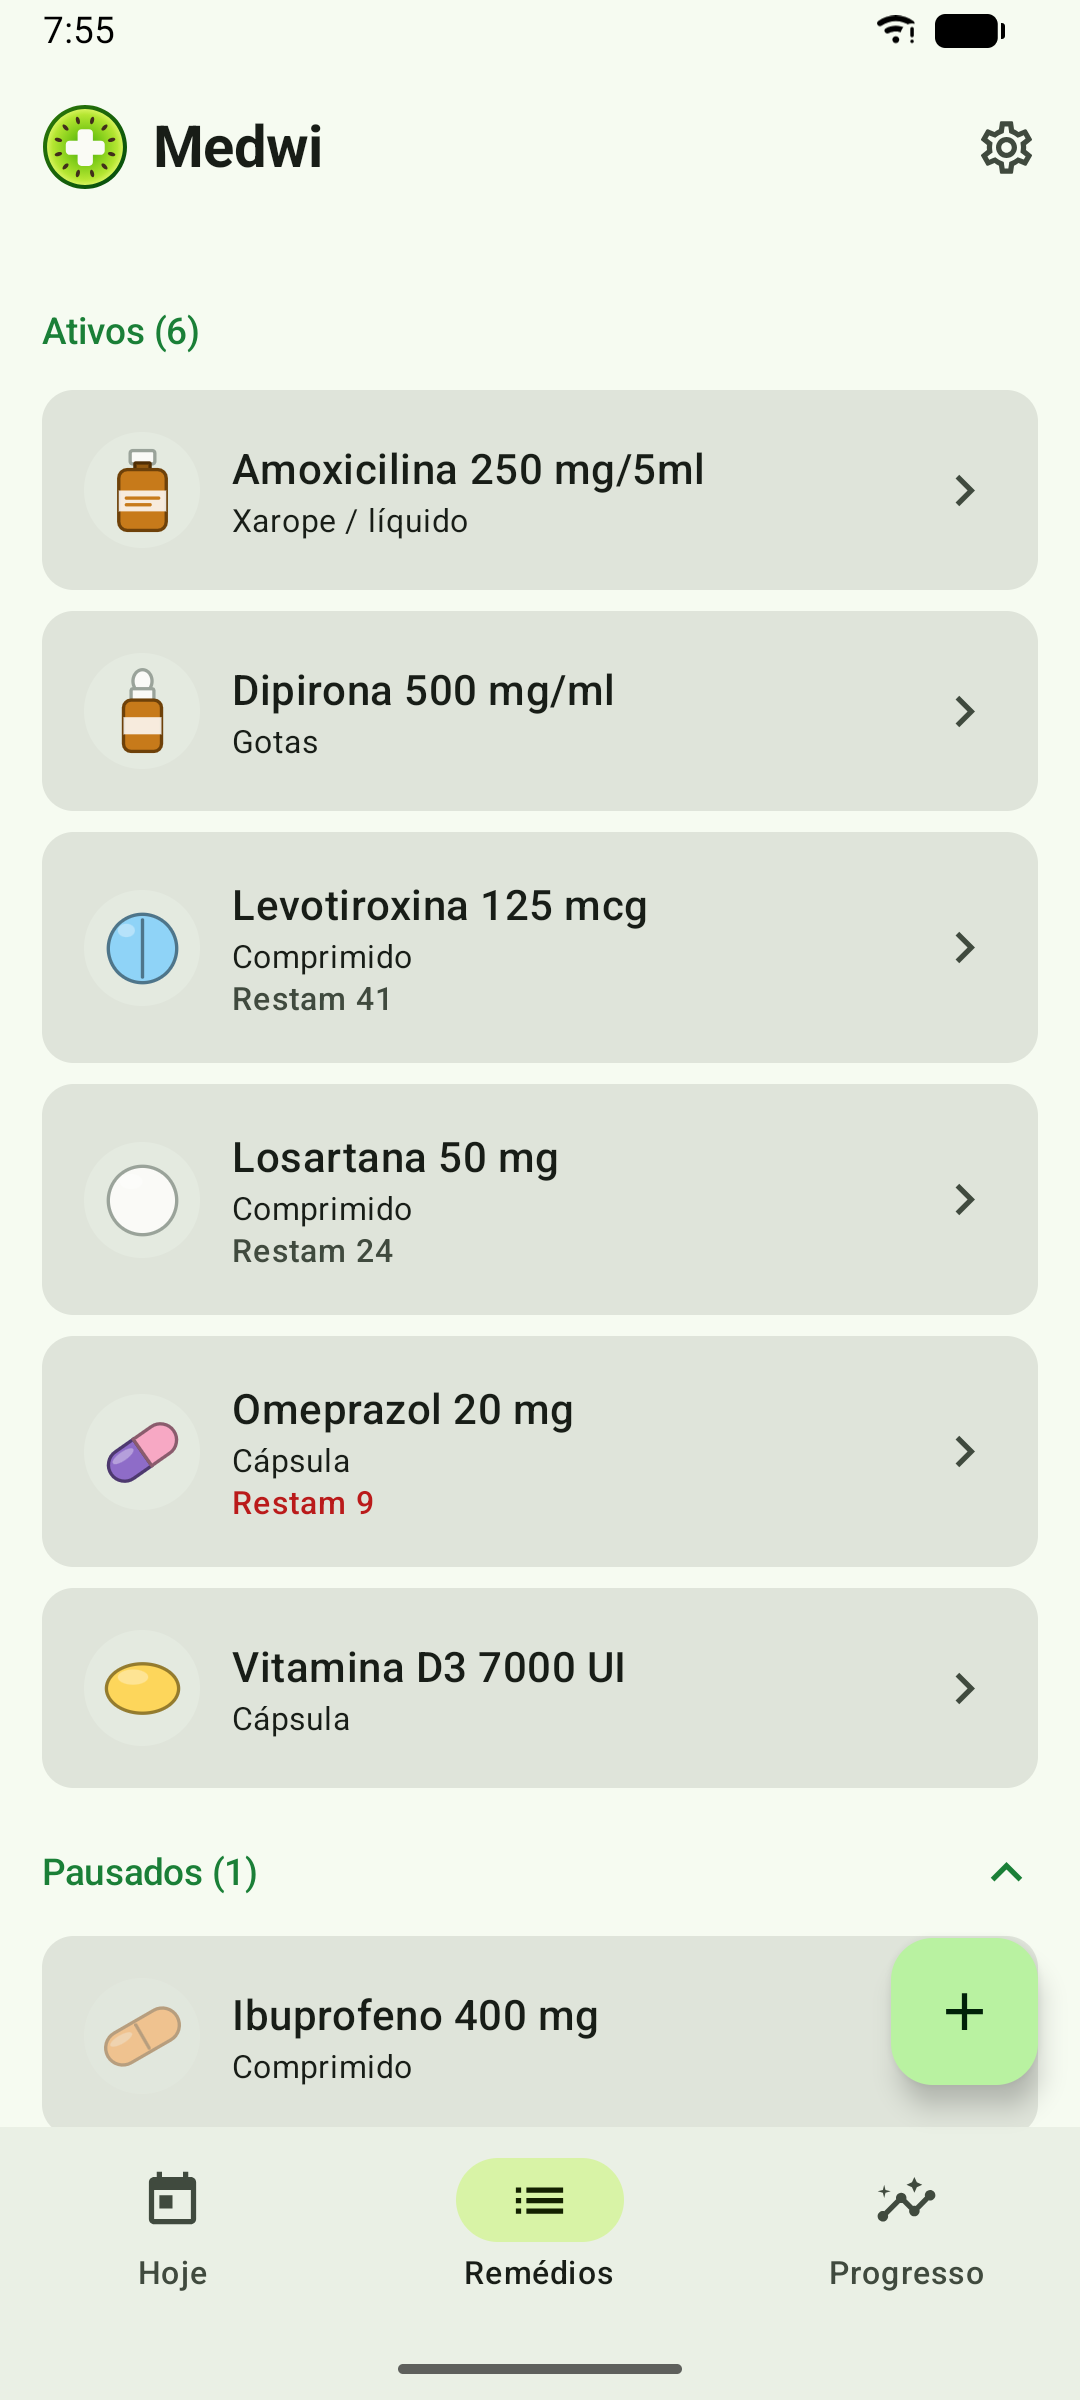 7:55
Medwi
Ativos (6)
Amoxicilina 250 mg/5ml
Xarope / líquido
Dipirona 500 mg/ml
Gotas
Levotiroxina 125 mcg
Comprimido
Restam 41
Losartana 50 mg
Comprimido
Restam 24
Omeprazol 20 mg
Cápsula
Restam 9
Vitamina D3 7000 UI
Cápsula
Pausados (1)
Ibuprofeno 400 mg
Comprimido
Hoje
Remédios
Progresso